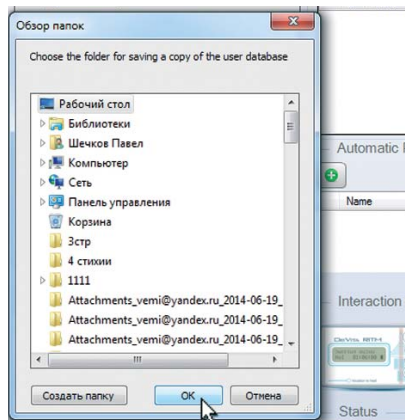 Обзор папок
Choose the folder for saving a copy of the user database
Рабочий стол
Библиотеки
Шечков Павел
Компьютер
Сеть
Панель управления
Корзина
3стр
4 стихии
1111
Attachments_vemi@yandex.ru_2014-06-19_
Attachments_vemi@yandex.ru_2014-06-19_
Attachments_vemi@yandex.ru_2014-06-19_
Создать папку
OK
Отмена
Automatic
Name
Interaction
Status